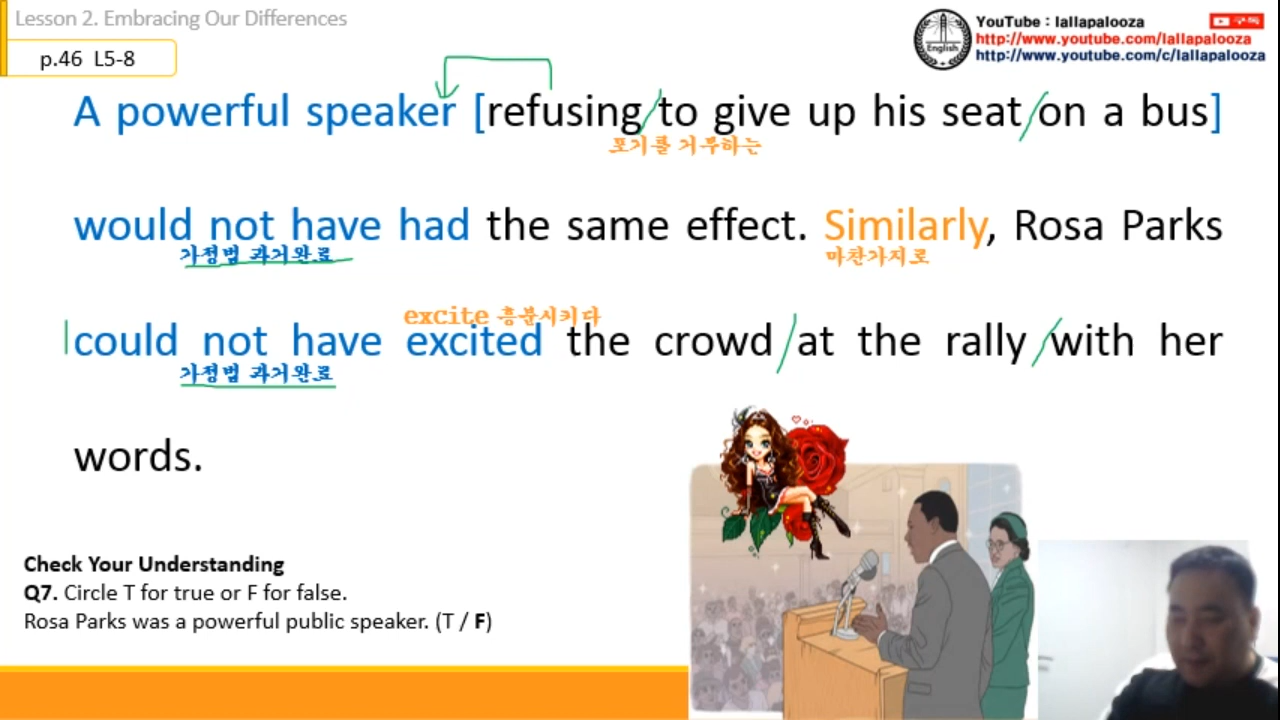 Lesson 2. Embracing Our Differences
YouTube : lallapalooza
구독
http://www.youtube.com/lallapalooza
http://www.youtube.com/c/lallapalooza
English
p.46 L5-8
A powerful speaker [refusing to give up his seat on a bus]
포기를 거부하는
would not have had the same effect. Similarly, Rosa Parks
가정법 과거완료
마찬가지로
excite 흥분시키다
could not have excited the crowd at the rally with her
가정법 과거완료
words.
Check Your Understanding
Q7. Circle T for true or F for false.
Rosa Parks was a powerful public speaker. (T / F)